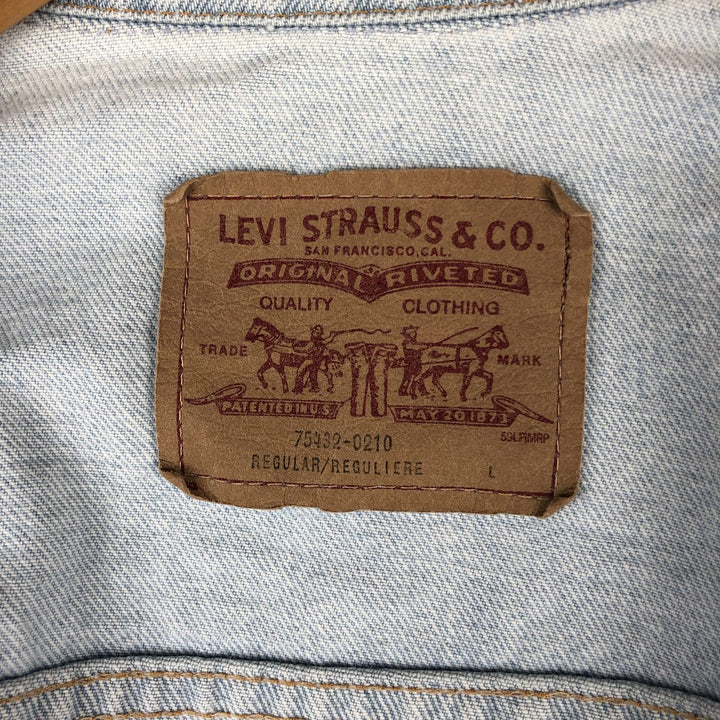 LEVI STRAUSS & CO.
SAN FRANCISCO, CAL.
ORIGINAL RIVETED
QUALITY CLOTHING
TRADE MARK
PATENTED IN U.S. MAY 20 1873
75432-0210
REGULAR/REGULIERE L